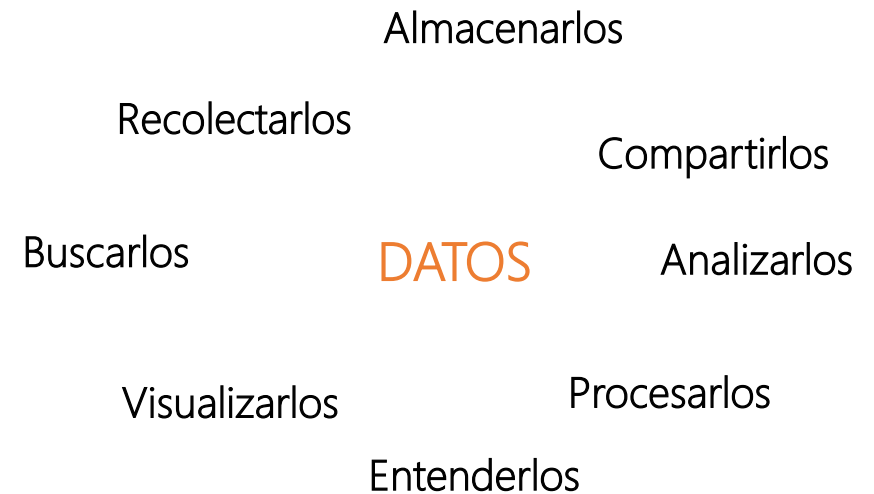 Almacenarlos
Recolectarlos
Compartirlos
Buscarlos
DATOS
Analizarlos
Procesarlos
Visualizarlos
Entenderlos